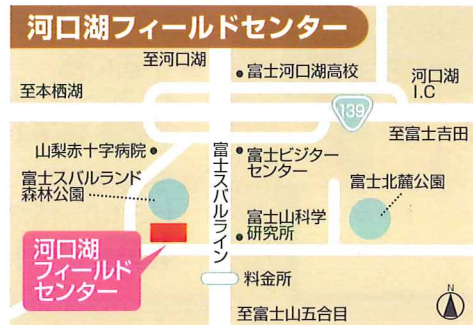 河口湖フィールドセンター
至河口湖
富士河口湖高校
河口湖
I.C
至本栖湖
139
至富士吉田
山梨赤十字病院
富士スバルライン
富士ビジター
センター
富士スバルランド
森林公園
富士北麓公園
富士山科学
研究所
河口湖
フィールド
センター
料金所
至富士山五合目
N